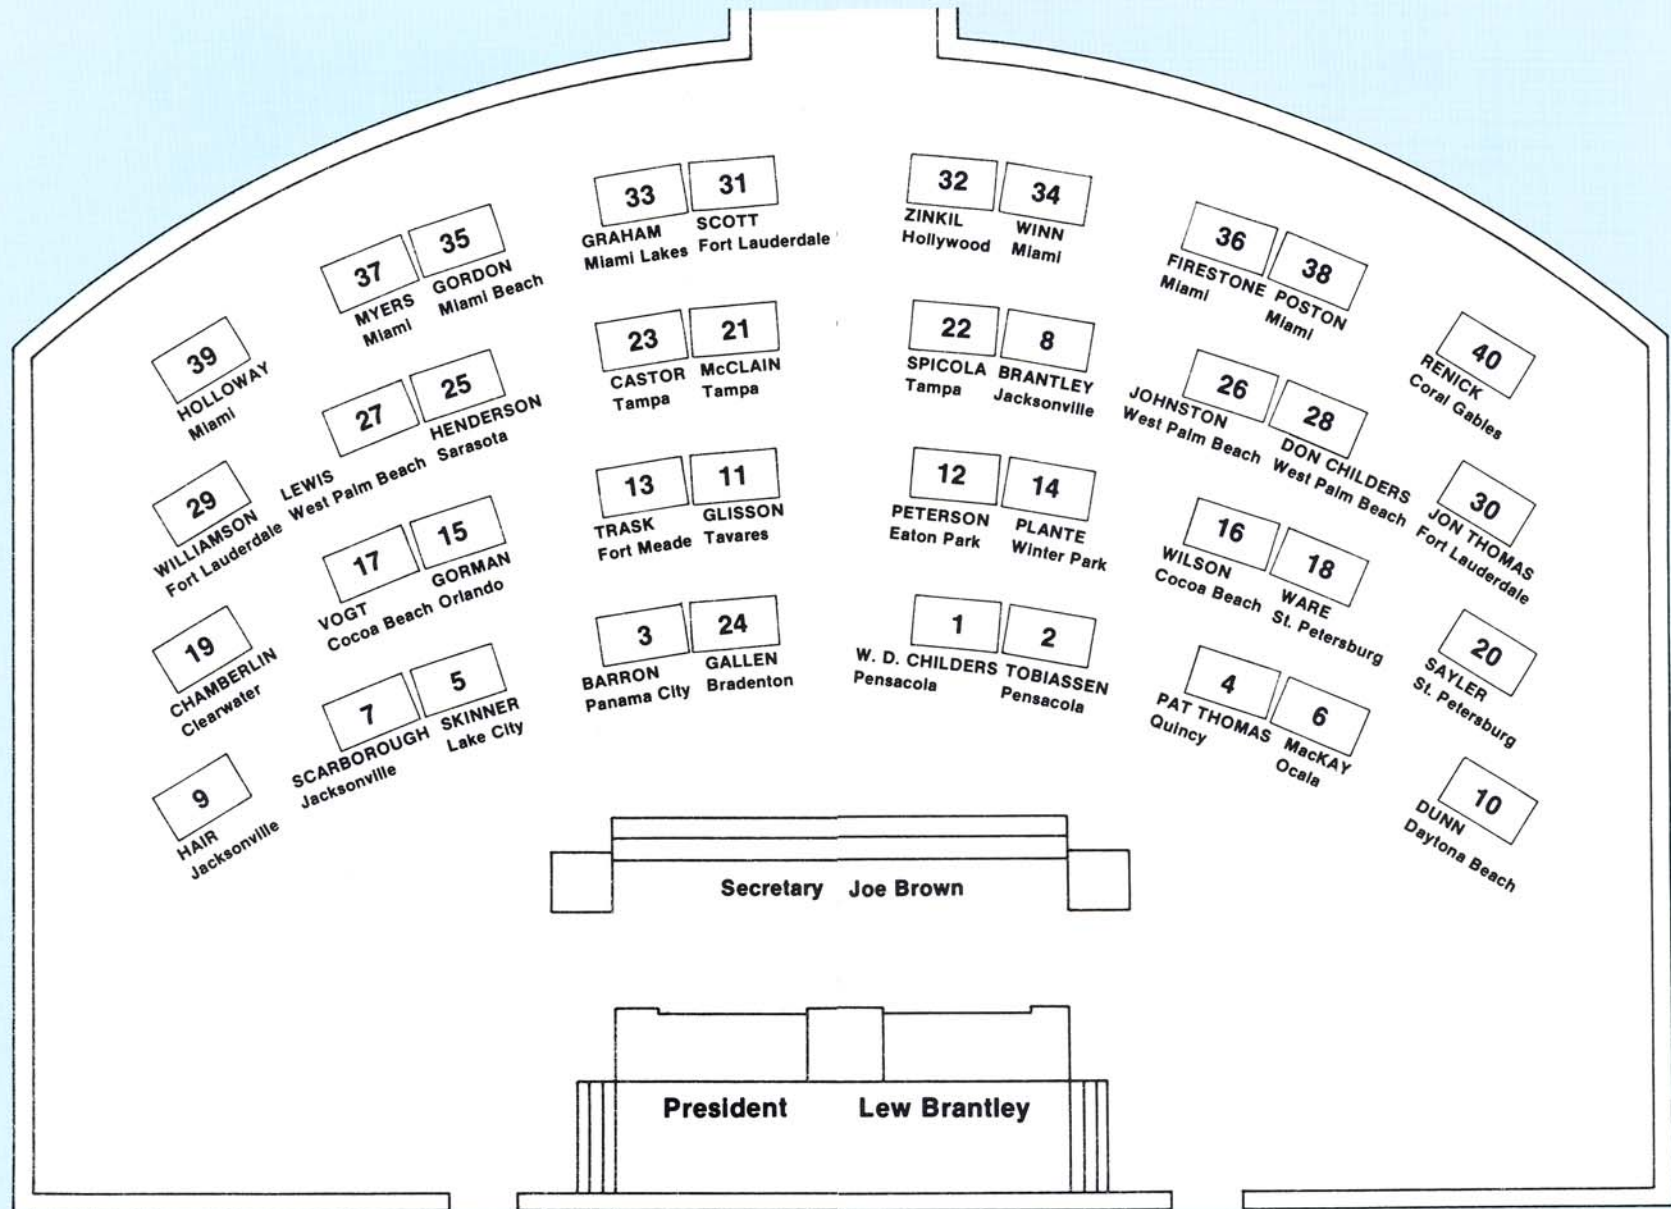 33
GRAHAM
Miami Lakes
31
SCOTT
Fort Lauderdale
32
ZINKIL
Hollywood
34
WINN
Miami
37
MYERS
Miami
35
GORDON
Miami Beach
36
FIRESTONE
Miami
38
POSTON
Miami
39
HOLLOWAY
Miami
40
RENICK
Coral Gables
23
CASTOR
Tampa
21
McCLAIN
Tampa
22
SPICOLA
Tampa
8
BRANTLEY
Jacksonville
27
LEWIS
West Palm Beach
25
HENDERSON
Sarasota
26
JOHNSTON
West Palm Beach
28
DON CHILDERS
West Palm Beach
29
WILLIAMSON
Fort Lauderdale
30
JON THOMAS
Fort Lauderdale
13
TRASK
Fort Meade
11
GLISSON
Tavares
12
PETERSON
Eaton Park
14
PLANTE
Winter Park
17
VOGT
Cocoa Beach
15
GORMAN
Orlando
16
WILSON
Cocoa Beach
18
WARE
St. Petersburg
19
CHAMBERLIN
Clearwater
20
SAYLER
St. Petersburg
3
BARRON
Panama City
24
GALLEN
Bradenton
1
W. D. CHILDERS
Pensacola
2
TOBIASSEN
Pensacola
7
SCARBOROUGH
Jacksonville
5
SKINNER
Lake City
4
PAT THOMAS
Quincy
6
MacKAY
Ocala
9
HAIR
Jacksonville
10
DUNN
Daytona Beach
Secretary Joe Brown
President Lew Brantley